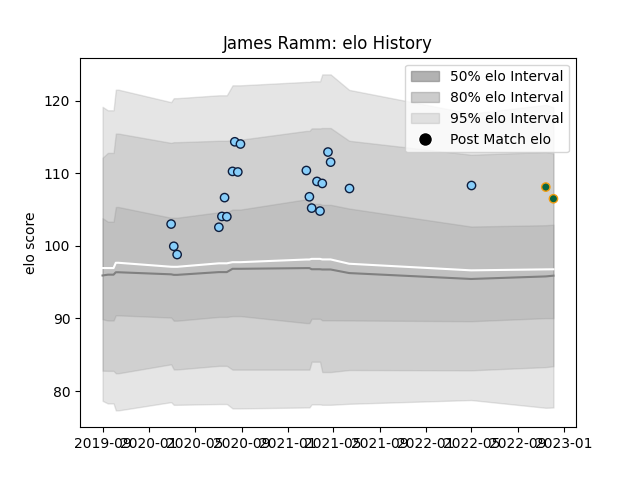 James Ramm: elo History
50% elo Interval
80% elo Interval
95% elo Interval
Post Match elo
elo score
120
110
100
90
80
2019-09
2020-01
2020-05
2020-09
2021-01
2021-05
2021-09
2022-01
2022-05
2022-09
2023-01